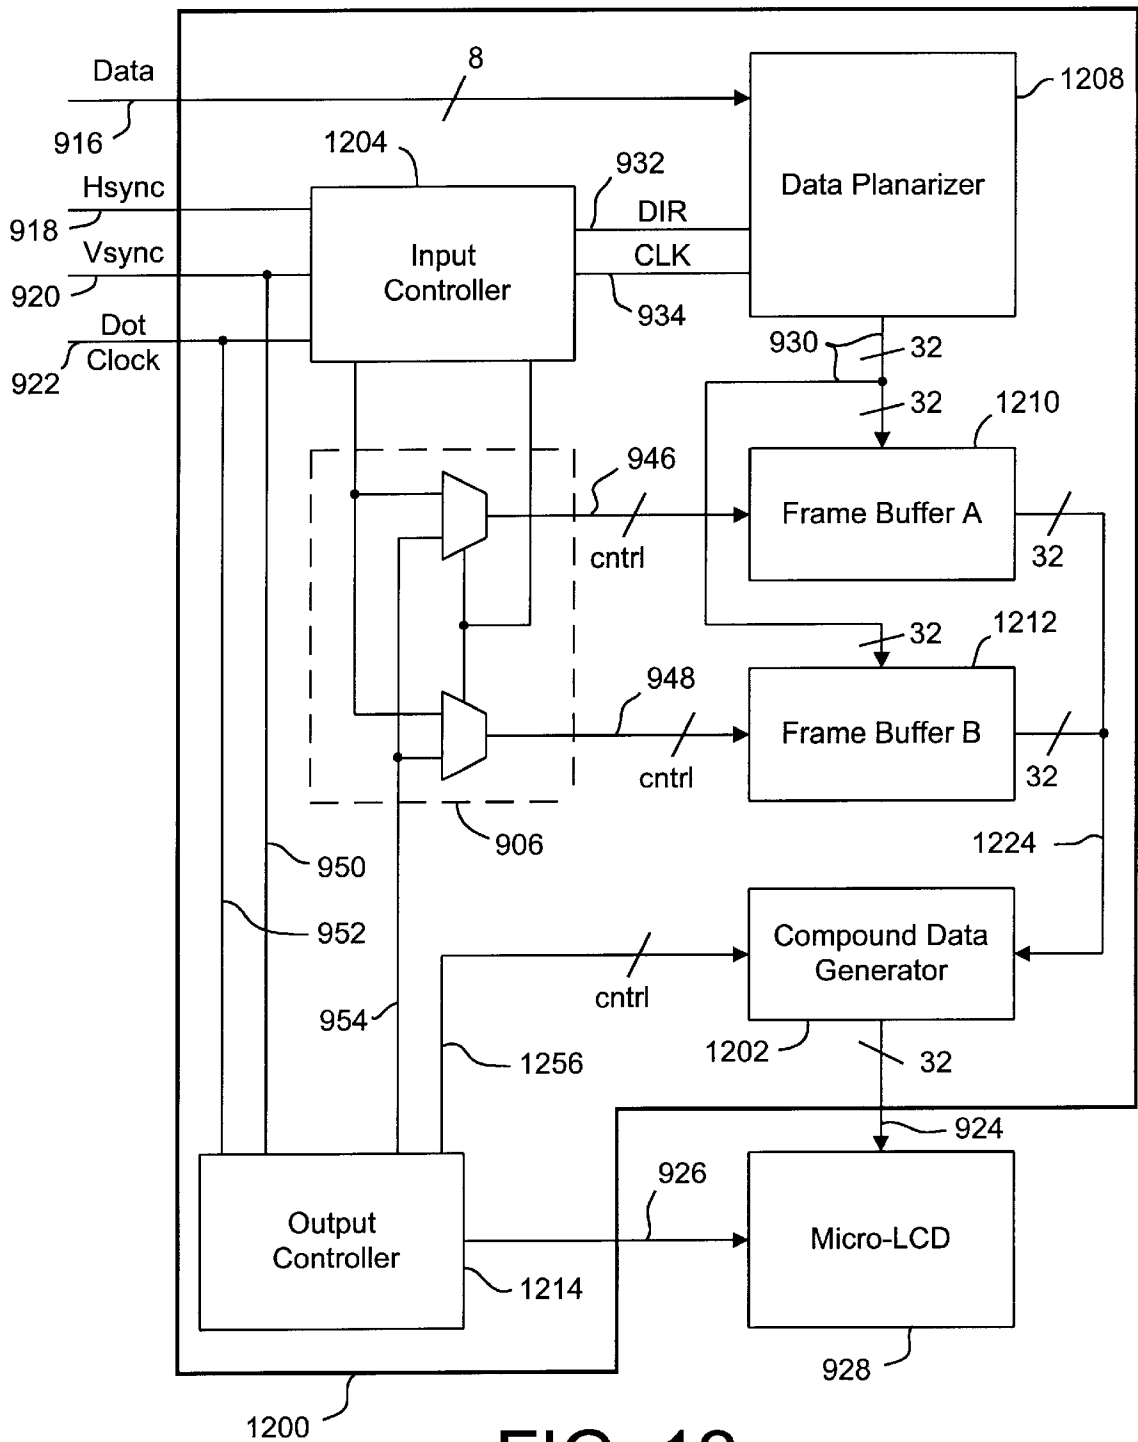 8
Data
1208
916
1204
932
Hsync
Data Planarizer
DIR
918
Vsync
Input
Controller
CLK
920
934
Dot
Clock
930
32
922
32
1210
946
Frame Buffer A
cntrl
32
32
1212
948
Frame Buffer B
cntrl
32
906
1224
950
952
Compound Data
Generator
cntrl
954
1202
32
1256
924
926
Output
Controller
Micro-LCD
1214
928
1200